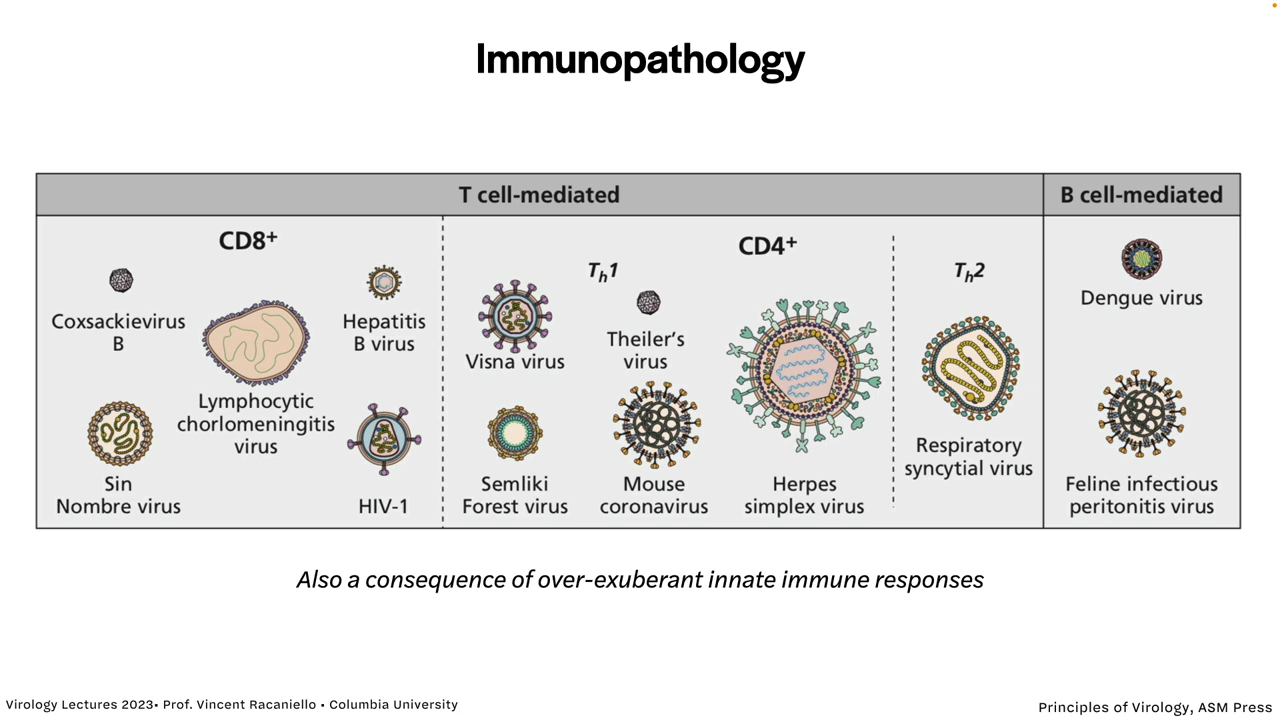 Immunopathology
T cell-mediated
B cell-mediated
CD8+
Coxsackievirus
B
Hepatitis
B virus
Lymphocytic
chorlomeningitis
virus
Sin
Nombre virus
HIV-1
CD4+
Th1
Visna virus
Theiler's
virus
Semliki
Forest virus
Mouse
coronavirus
Herpes
simplex virus
Th2
Respiratory
syncytial virus
Dengue virus
Feline infectious
peritonitis virus
Also a consequence of over-exuberant innate immune responses
Virology Lectures 2023• Prof. Vincent Racaniello • Columbia University
Principles of Virology, ASM Press